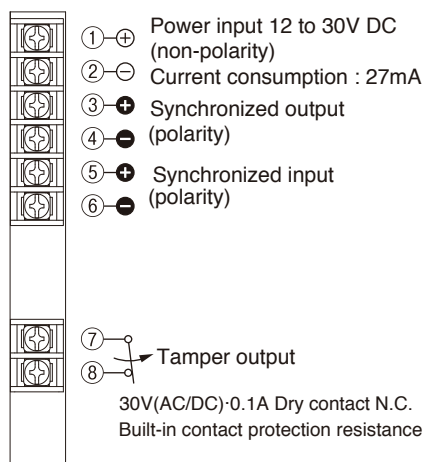 ① ⊕ Power input 12 to 30V DC
(non-polarity)
② ⊖ Current consumption : 27mA
③ + Synchronized output
④ − (polarity)
⑤ + Synchronized input
⑥ − (polarity)
⑦
Tamper output
⑧
30V(AC/DC)·0.1A Dry contact N.C.
Built-in contact protection resistance